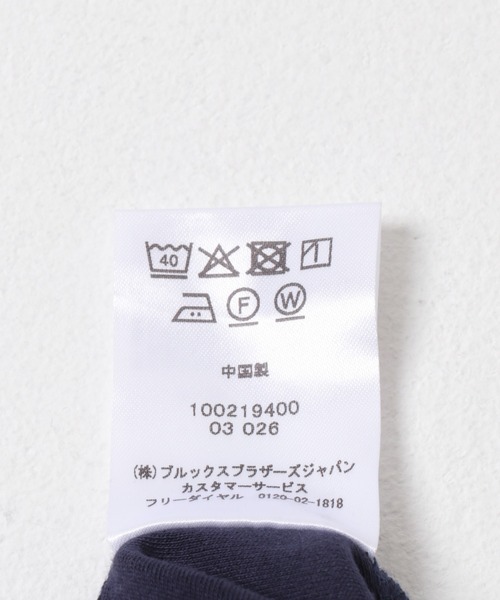 40
F W
中国製
100219400
03 026
(株)ブルックスブラザーズジャパン
カスタマーサービス
フリーダイヤル 0120-02-1818